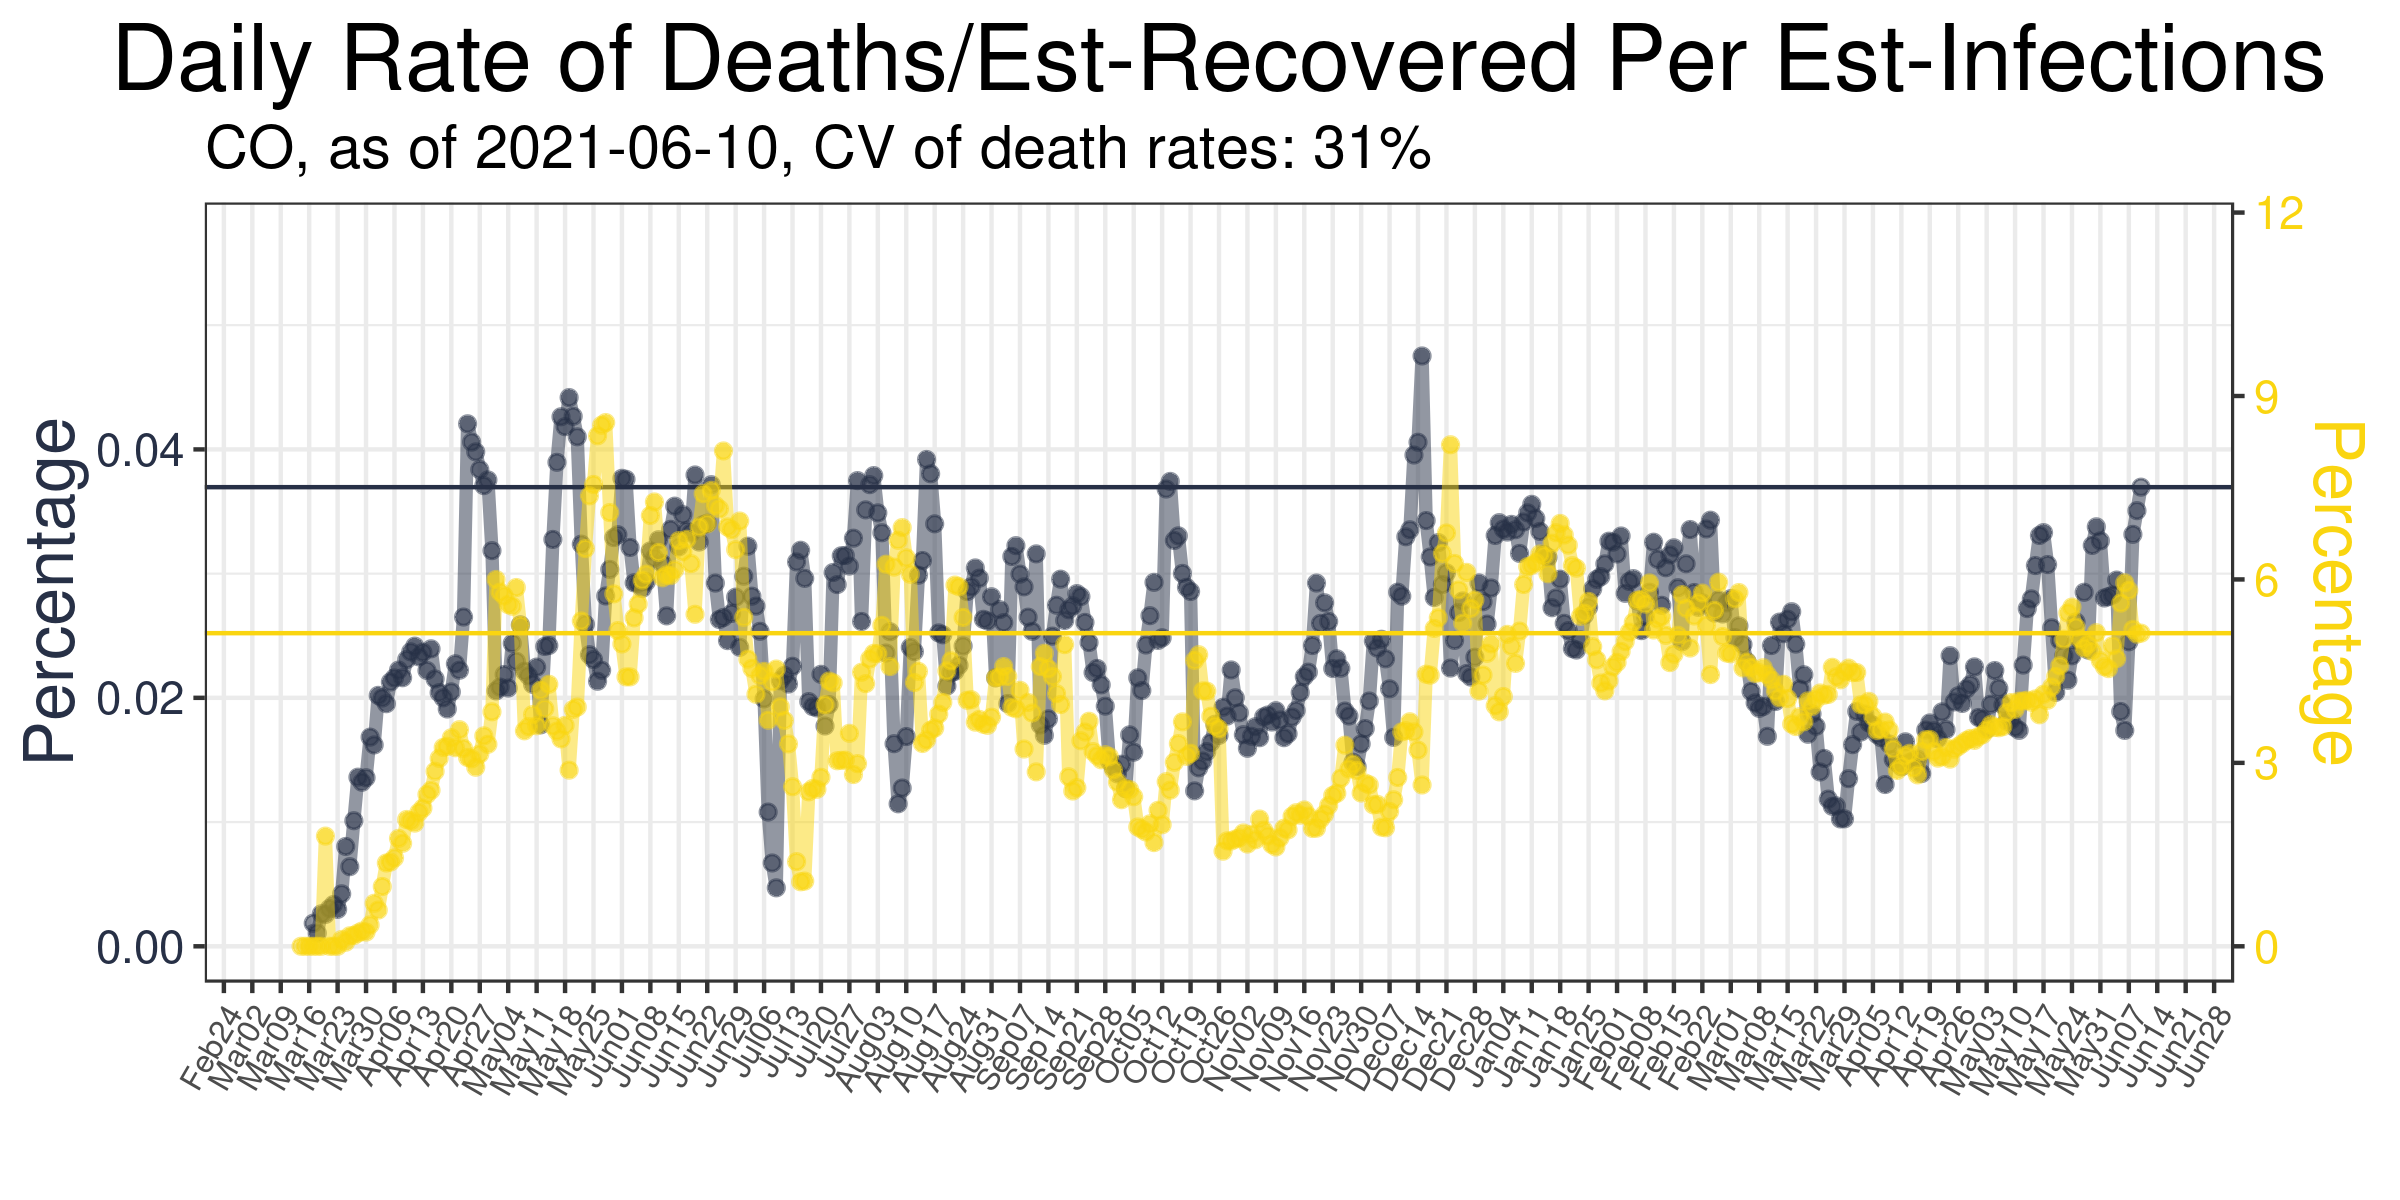 Daily Rate of Deaths/Est-Recovered Per Est-Infections
CO, as of 2021-06-10, CV of death rates: 31%
Percentage
0.04
0.02
0.00
12
9
6
3
0
Percentage
Feb24
Mar02
Mar09
Mar16
Mar23
Mar30
Apr06
Apr13
Apr20
Apr27
May04
May11
May18
May25
Jun01
Jun08
Jun15
Jun22
Jun29
Jul06
Jul13
Jul20
Jul27
Aug03
Aug10
Aug17
Aug24
Aug31
Sep07
Sep14
Sep21
Sep28
Oct05
Oct12
Oct19
Oct26
Nov02
Nov09
Nov16
Nov23
Nov30
Dec07
Dec14
Dec21
Dec28
Jan04
Jan11
Jan18
Jan25
Feb01
Feb08
Feb15
Feb22
Mar01
Mar08
Mar15
Mar22
Mar29
Apr05
Apr12
Apr19
Apr26
May03
May10
May17
May24
May31
Jun07
Jun14
Jun21
Jun28